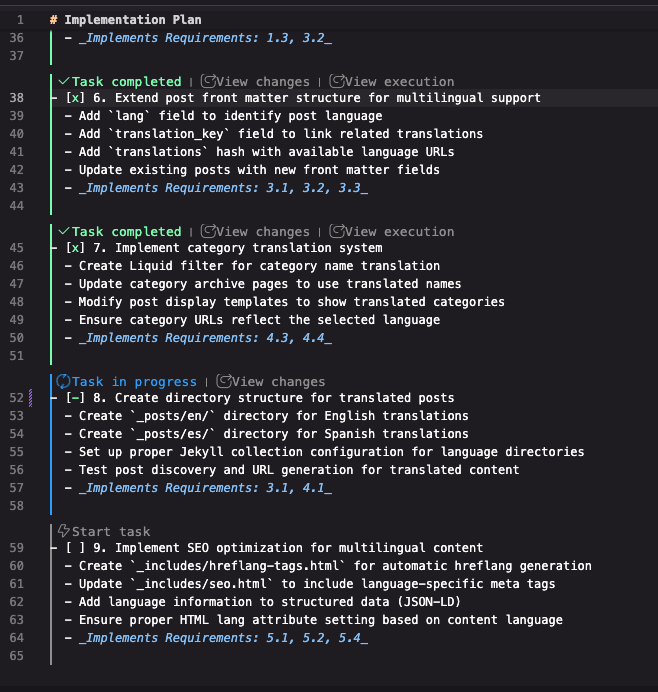 1 # Implementation Plan
36 - _Implements Requirements: 1.3, 3.2_
37
Task completed | View changes | View execution
38 - [x] 6. Extend post front matter structure for multilingual support
39 - Add `lang` field to identify post language
40 - Add `translation_key` field to link related translations
41 - Add `translations` hash with available language URLs
42 - Update existing posts with new front matter fields
43 - _Implements Requirements: 3.1, 3.2, 3.3_
44
Task completed | View changes | View execution
45 - [x] 7. Implement category translation system
46 - Create Liquid filter for category name translation
47 - Update category archive pages to use translated names
48 - Modify post display templates to show translated categories
49 - Ensure category URLs reflect the selected language
50 - _Implements Requirements: 4.3, 4.4_
51
Task in progress | View changes
52 - [-] 8. Create directory structure for translated posts
53 - Create `_posts/en/` directory for English translations
54 - Create `_posts/es/` directory for Spanish translations
55 - Set up proper Jekyll collection configuration for language directories
56 - Test post discovery and URL generation for translated content
57 - _Implements Requirements: 3.1, 4.1_
58
Start task
59 - [ ] 9. Implement SEO optimization for multilingual content
60 - Create `_includes/hreflang-tags.html` for automatic hreflang generation
61 - Update `_includes/seo.html` to include language-specific meta tags
62 - Add language information to structured data (JSON-LD)
63 - Ensure proper HTML lang attribute setting based on content language
64 - _Implements Requirements: 5.1, 5.2, 5.4_
65